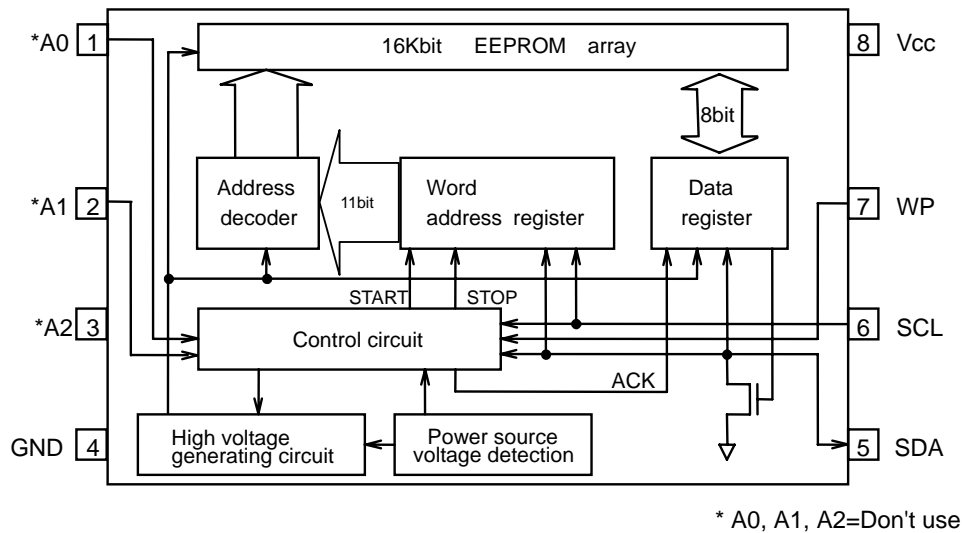 16Kbit EEPROM array
*A0 1
8 Vcc
8bit
*A1 2
Address
decoder
11bit
Word
address register
Data
register
7 WP
START
STOP
*A2 3
Control circuit
6 SCL
ACK
GND 4
High voltage
generating circuit
Power source
voltage detection
5 SDA
* A0, A1, A2=Don't use